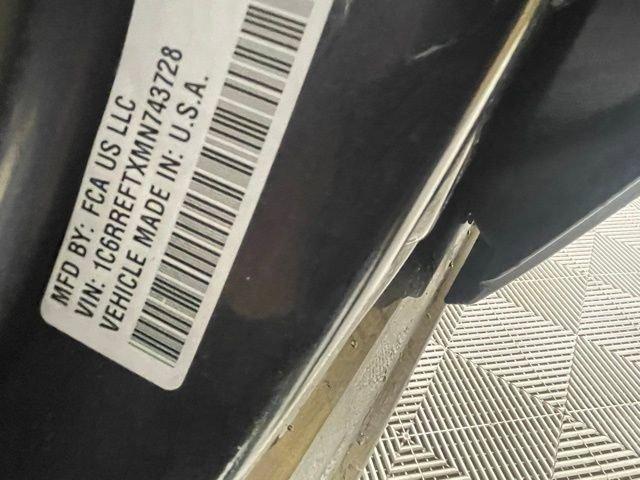 MFD BY: FCA US LLC
VIN: 1C6RREFTXMN743728
VEHICLE MADE IN: U.S.A.